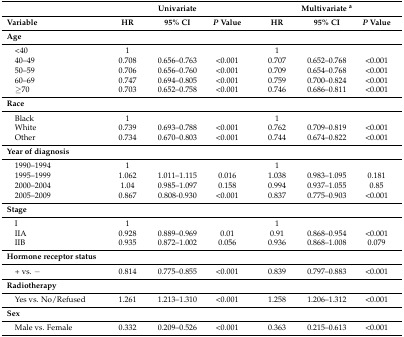 Univariate Multivariate a
Variable HR 95% CI P Value HR 95% CI P Value
Age
<40 1 1
40–49 0.708 0.656–0.763 <0.001 0.707 0.652–0.768 <0.001
50–59 0.706 0.656–0.760 <0.001 0.709 0.654–0.768 <0.001
60–69 0.747 0.694–0.805 <0.001 0.759 0.700–0.824 <0.001
≥70 0.703 0.652–0.758 <0.001 0.746 0.686–0.811 <0.001
Race
Black 1 1
White 0.739 0.693–0.788 <0.001 0.762 0.709–0.819 <0.001
Other 0.734 0.670–0.803 <0.001 0.744 0.674–0.822 <0.001
Year of diagnosis
1990–1994 1 1
1995–1999 1.062 1.011–1.115 0.016 1.038 0.983–1.095 0.181
2000–2004 1.04 0.985–1.097 0.158 0.994 0.937–1.055 0.85
2005–2009 0.867 0.808-0.930 <0.001 0.837 0.775–0.903 <0.001
Stage
I 1 1
IIA 0.928 0.889–0.969 0.01 0.91 0.868–0.954 <0.001
IIB 0.935 0.872–1.002 0.056 0.936 0.868–1.008 0.079
Hormone receptor status
+ vs. − 0.814 0.775–0.855 <0.001 0.839 0.797–0.883 <0.001
Radiotherapy
Yes vs. No/Refused 1.261 1.213–1.310 <0.001 1.258 1.206–1.312 <0.001
Sex
Male vs. Female 0.332 0.209–0.526 <0.001 0.363 0.215–0.613 <0.001